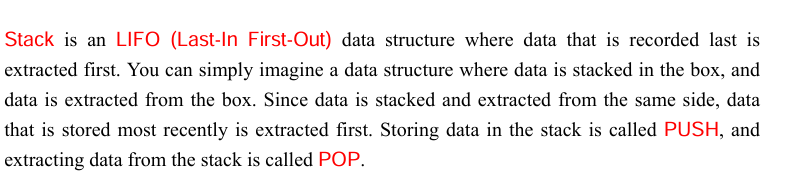 Stack is an LIFO (Last-In First-Out) data structure where data that is recorded last is
extracted first. You can simply imagine a data structure where data is stacked in the box, and
data is extracted from the box. Since data is stacked and extracted from the same side, data
that is stored most recently is extracted first. Storing data in the stack is called PUSH, and
extracting data from the stack is called POP.